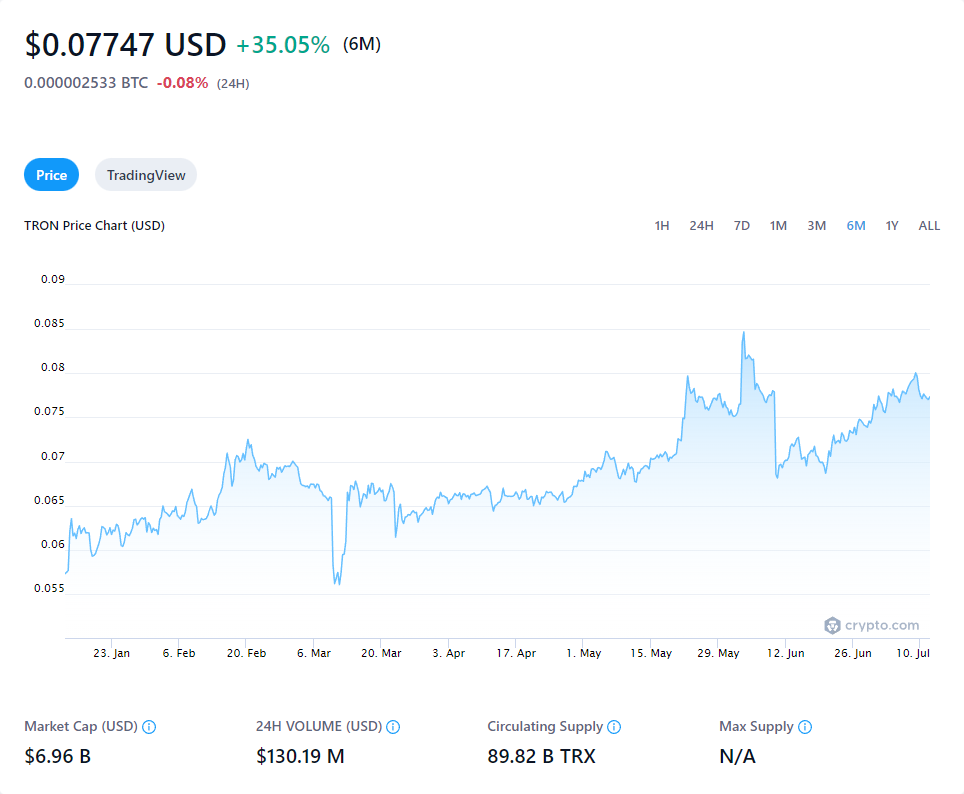 $0.07747 USD +35.05% (6M)
0.000002533 BTC -0.08% (24H)
Price TradingView
TRON Price Chart (USD) 1H 24H 7D 1M 3M 6M 1Y ALL
0.09
0.085
0.08
0.075
0.07
0.065
0.06
0.055
crypto.com
23. Jan 6. Feb 20. Feb 6. Mar 20. Mar 3. Apr 17. Apr 1. May 15. May 29. May 12. Jun 26. Jun 10. Jul
Market Cap (USD) 24H VOLUME (USD) Circulating Supply Max Supply
$6.96 B $130.19 M 89.82 B TRX N/A